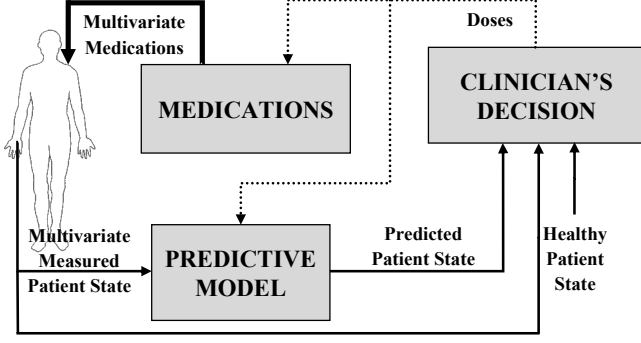 Multivariate
Medications
Doses
MEDICATIONS
CLINICIAN'S
DECISION
Multivariate
Measured
Patient State
PREDICTIVE
MODEL
Predicted
Patient State
Healthy
Patient
State